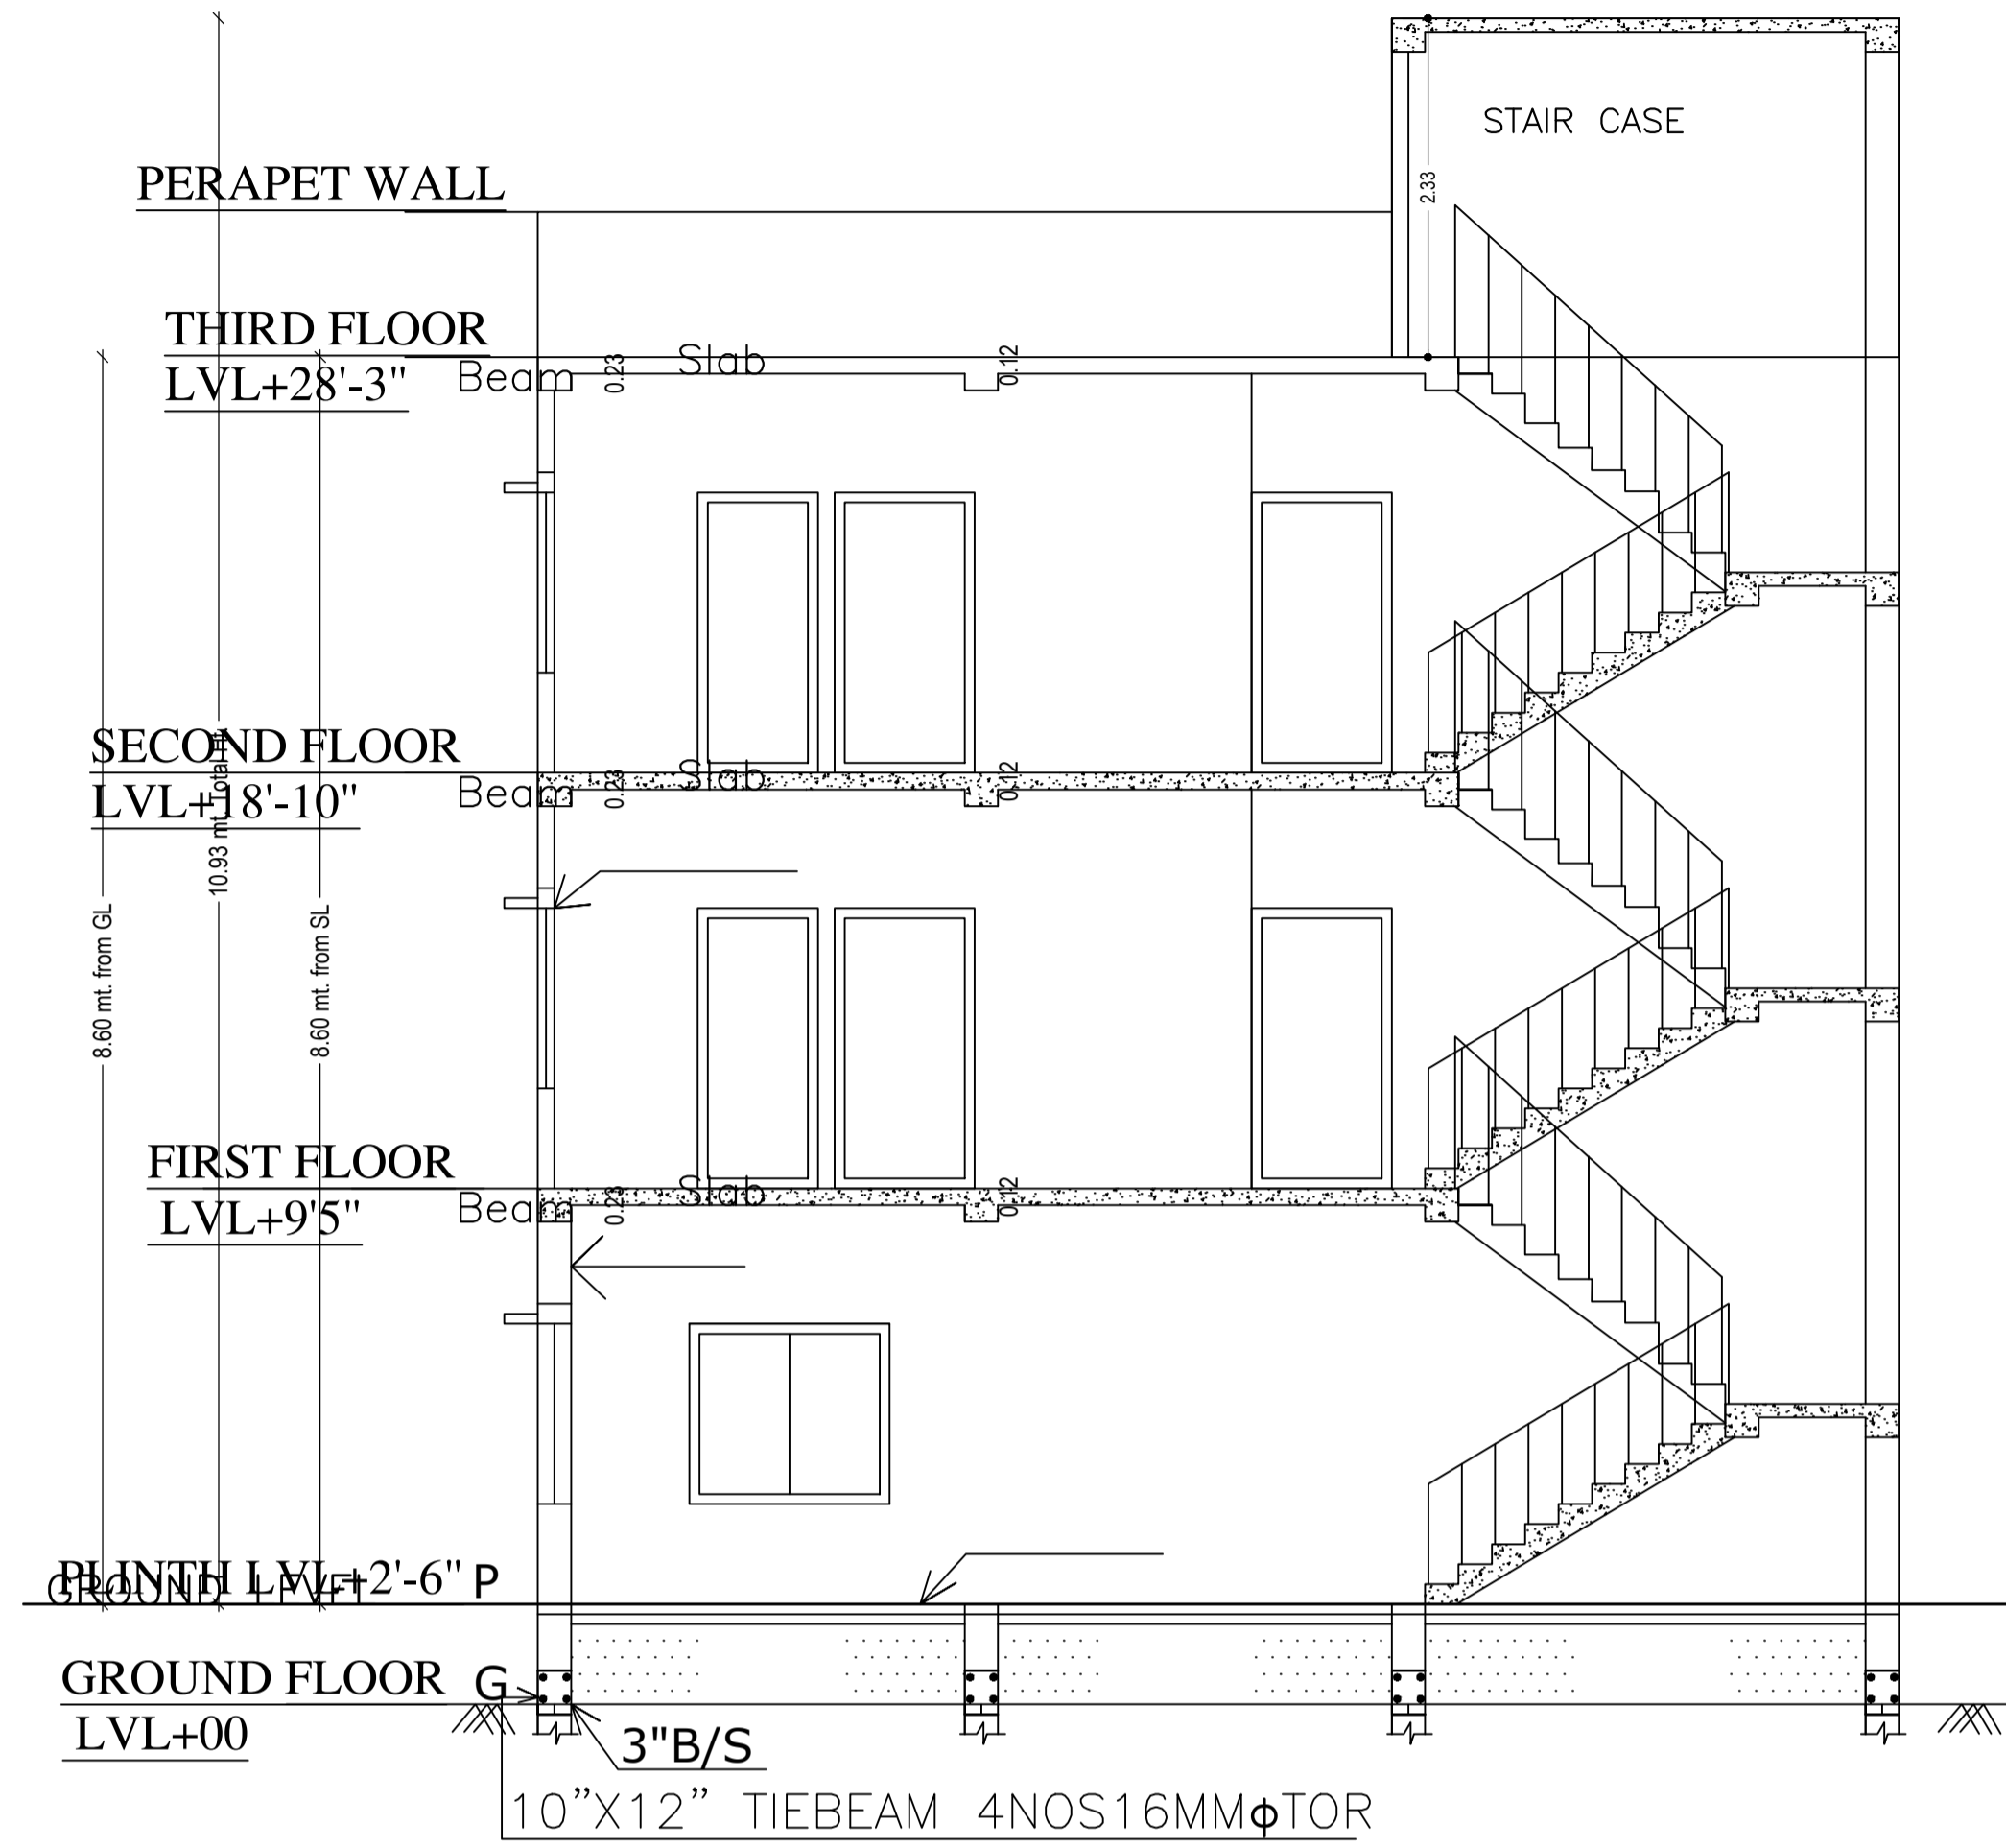 STAIR CASE
PERAPET WALL
2.33
THIRD FLOOR
LVL+28'-3"
Beam
0.23
Slab
0.12
SECOND FLOOR
LVL+18'-10"
Beam
0.23
Slab
0.12
10.93 mt. Total Ht.
8.60 mt. from GL
8.60 mt. from SL
FIRST FLOOR
LVL+9'5"
Beam
0.23
Slab
0.12
PLINTH LVL+2'-6" P
GROUND LEVEL
GROUND FLOOR G
LVL+00
3"B/S
10”X12” TIEBEAM 4NOS16MMϕTOR